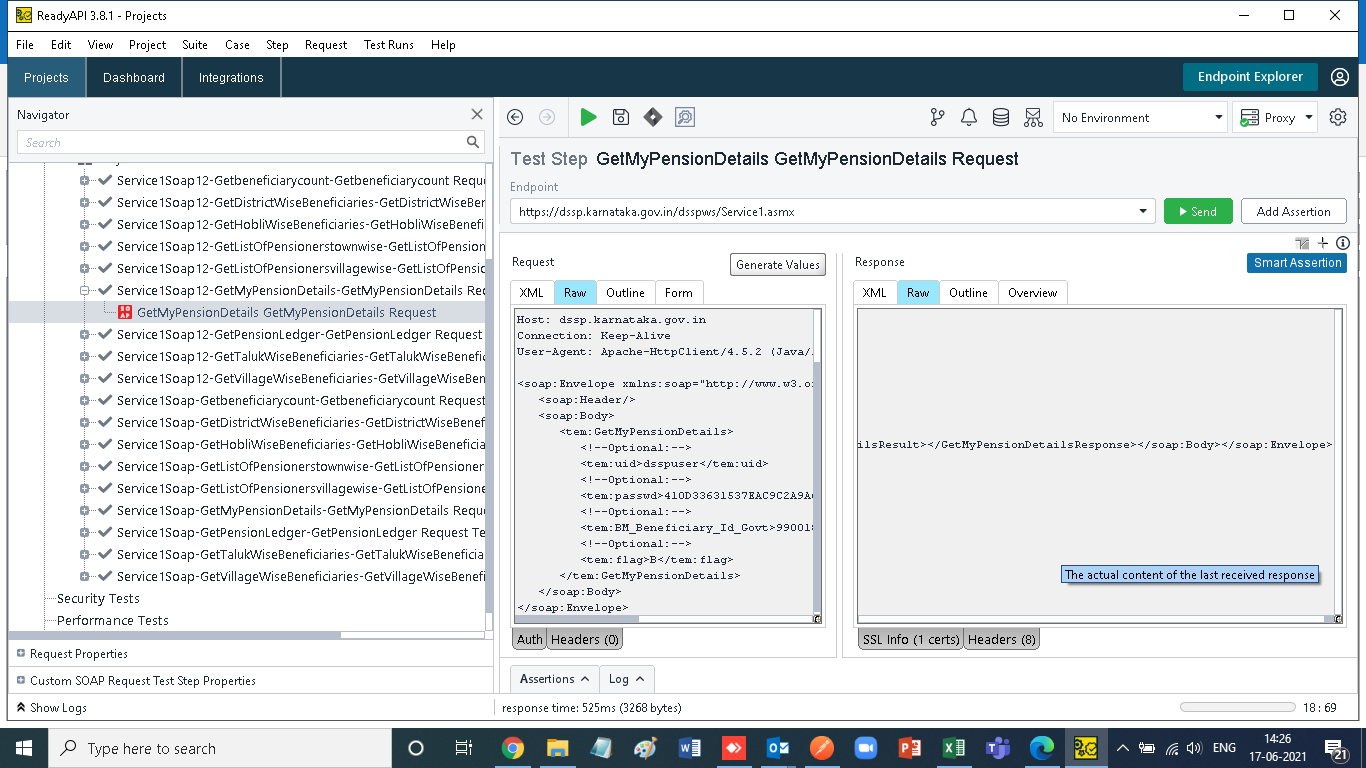 ReadyAPI 3.8.1 - Projects
File Edit View Project Suite Case Step Request Test Runs Help
Projects Dashboard Integrations Endpoint Explorer
Navigator
Search
No Environment Proxy
Service1Soap12-Getbeneficiarycount-Getbeneficiarycount Requ
Service1Soap12-GetDistrictWiseBeneficiaries-GetDistrictWiseBe
Service1Soap12-GetHobliWiseBeneficiaries-GetHobliWiseBenefi
Service1Soap12-GetListOfPensionerstownwise-GetListOfPension
Service1Soap12-GetListOfPensionersvillagewise-GetListOfPensic
Service1Soap12-GetMyPensionDetails-GetMyPensionDetails Rec
GetMyPensionDetails GetMyPensionDetails Request
Service1Soap12-GetPensionLedger-GetPensionLedger Request
Service1Soap12-GetTalukWiseBeneficiaries-GetTalukWiseBenefic
Service1Soap12-GetVillageWiseBeneficiaries-GetVillageWiseBene
Service1Soap-Getbeneficiarycount-Getbeneficiarycount Request
Service1Soap-GetDistrictWiseBeneficiaries-GetDistrictWiseBenef
Service1Soap-GetHobliWiseBeneficiaries-GetHobliWiseBeneficia
Service1Soap-GetListOfPensionerstownwise-GetListOfPensioner
Service1Soap-GetListOfPensionersvillagewise-GetListOfPensione
Service1Soap-GetMyPensionDetails-GetMyPensionDetails Reque
Service1Soap-GetPensionLedger-GetPensionLedger Request Te
Service1Soap-GetTalukWiseBeneficiaries-GetTalukWiseBeneficia
Service1Soap-GetVillageWiseBeneficiaries-GetVillageWiseBenefi
Security Tests
Performance Tests
Request Properties
Custom SOAP Request Test Step Properties
Show Logs
Test Step GetMyPensionDetails GetMyPensionDetails Request
Endpoint
https://dssp.karnataka.gov.in/dsspws/Service1.asmx Send Add Assertion
Request Generate Values
XML Raw Outline Form
Host: dssp.karnataka.gov.in
Connection: Keep-Alive
User-Agent: Apache-HttpClient/4.5.2 (Java/
<soap:Envelope xmlns:soap="http://www.w3.o
<soap:Header/>
<soap:Body>
<tem:GetMyPensionDetails>
<!--Optional:-->
<tem:uid>dsspuser</tem:uid>
<!--Optional:-->
<tem:passwd>410D33631537EAC9C2A9A
<!--Optional:-->
<tem:BM_Beneficiary_Id_Govt>990018
<!--Optional:-->
<tem:flag>B</tem:flag>
</tem:GetMyPensionDetails>
</soap:Body>
</soap:Envelope>
Auth Headers (0)
Response Smart Assertion
XML Raw Outline Overview
ilsResult></GetMyPensionDetailsResponse></soap:Body></soap:Envelope>
The actual content of the last received response
SSL Info (1 certs) Headers (8)
Assertions Log
response time: 525ms (3268 bytes) 18 : 69
Type here to search
ENG 14:26
17-06-2021
21